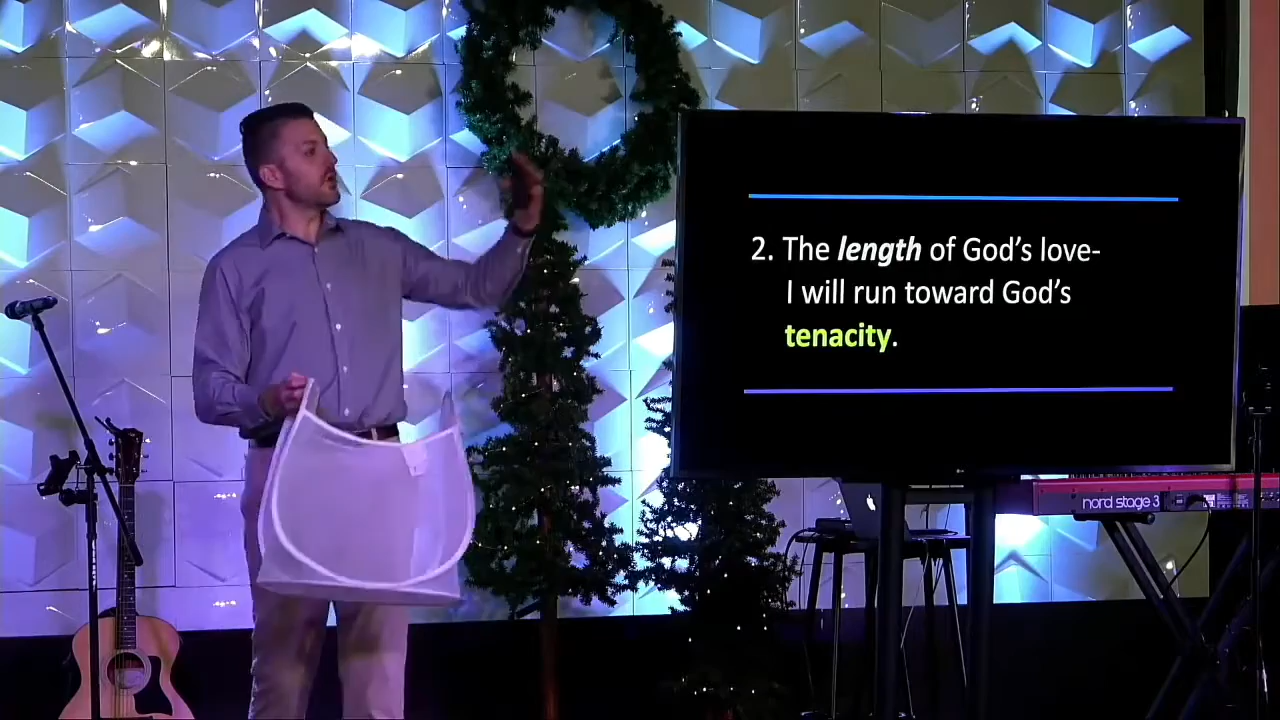 2. The length of God's love-
I will run toward God's
tenacity.
nord stage 3